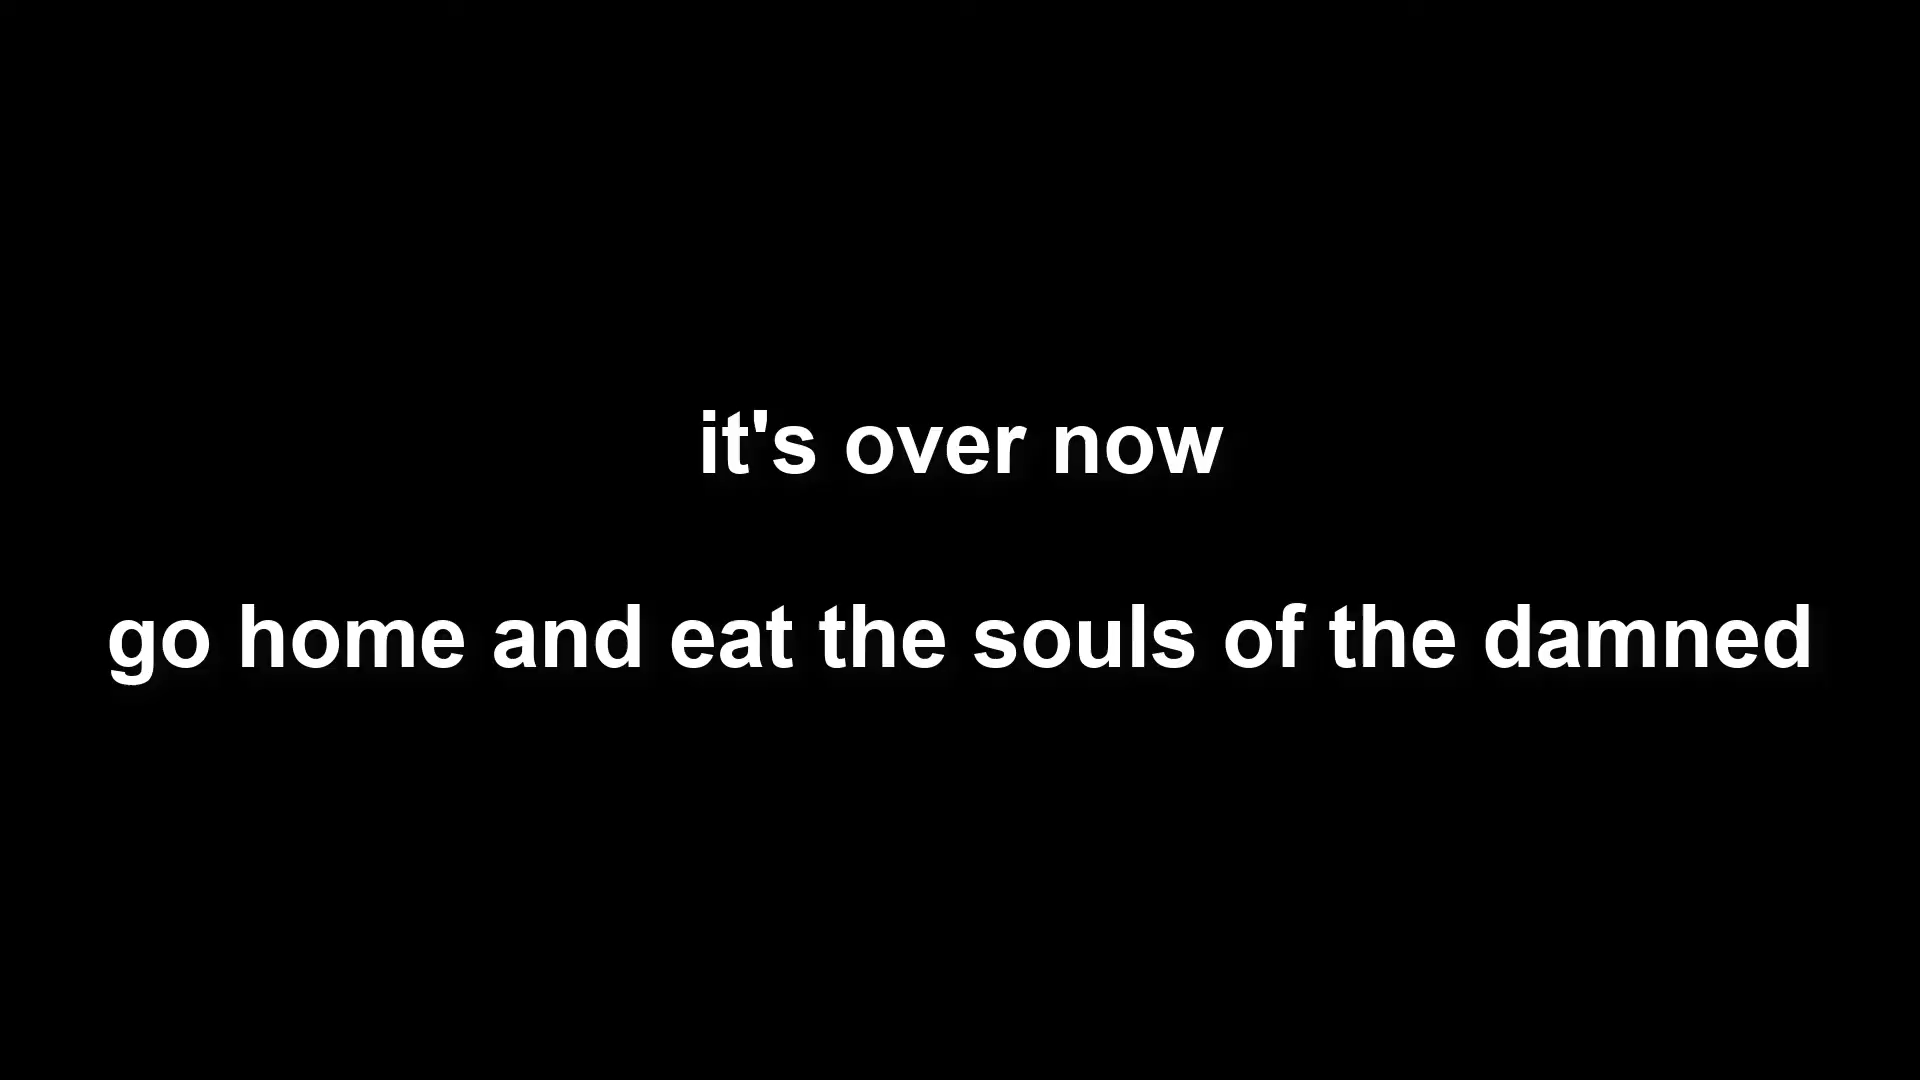 it's over now
go home and eat the souls of the damned